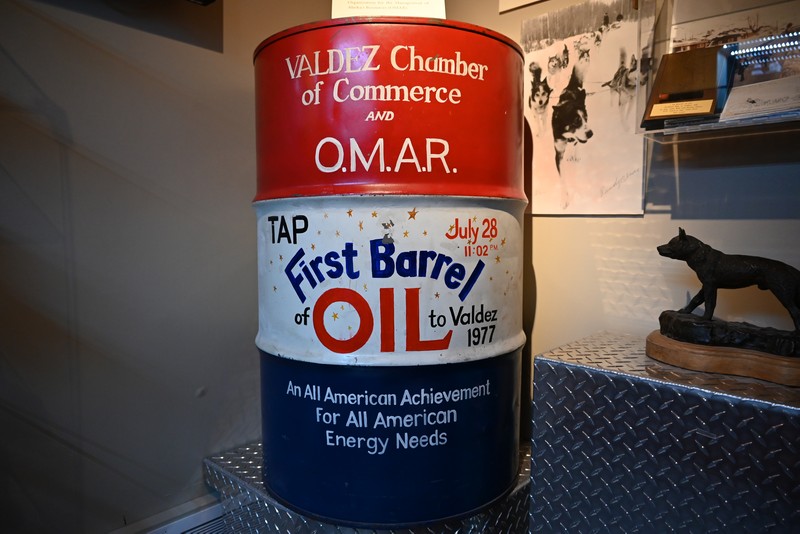 VALDEZ Chamber
of Commerce
AND
O.M.A.R.
TAP
July 28
11:02 PM
First Barrel
of OIL to Valdez
1977
An All American Achievement
For All American
Energy Needs